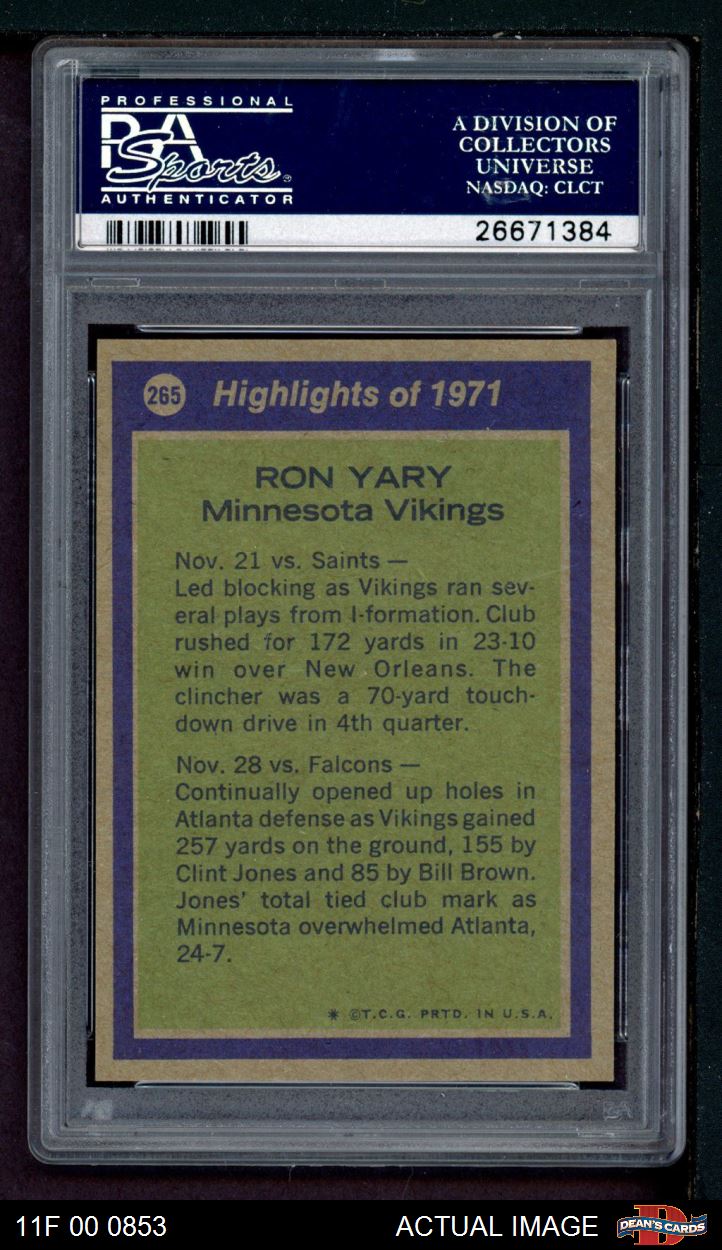 PROFESSIONAL
PSA
Sports
AUTHENTICATOR
A DIVISION OF
COLLECTORS
UNIVERSE
NASDAQ: CLCT
26671384
265 Highlights of 1971
RON YARY
Minnesota Vikings
Nov. 21 vs. Saints —
Led blocking as Vikings ran sev-
eral plays from I-formation. Club
rushed for 172 yards in 23-10
win over New Orleans. The
clincher was a 70-yard touch-
down drive in 4th quarter.
Nov. 28 vs. Falcons —
Continually opened up holes in
Atlanta defense as Vikings gained
257 yards on the ground, 155 by
Clint Jones and 85 by Bill Brown.
Jones' total tied club mark as
Minnesota overwhelmed Atlanta,
24-7.
* ©T.C.G. PRTD. IN U.S.A.
11F 00 0853
ACTUAL IMAGE
DEAN'S CARDS